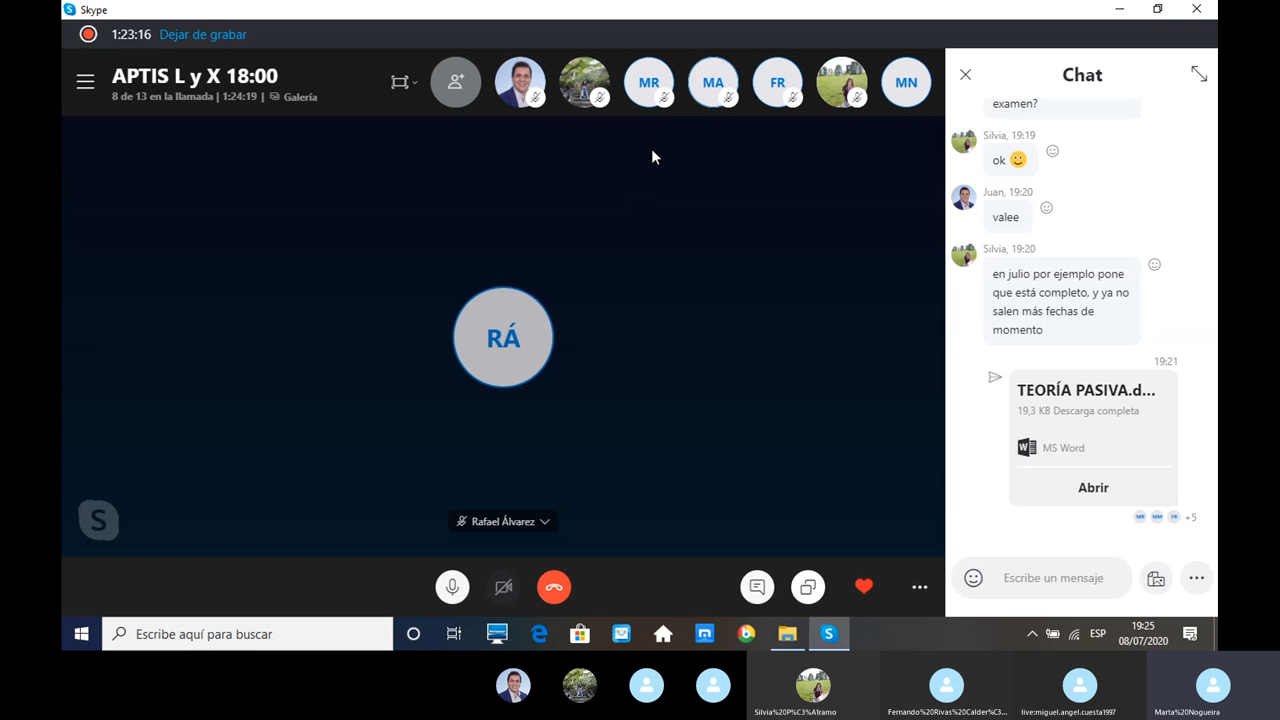 Skype
1:23:16 Dejar de grabar
APTIS L y X 18:00
8 de 13 en la llamada | 1:24:19 | Galería
MR
MA
FR
MN
RÁ
Rafael Álvarez
S
Chat
examen?
Silvia, 19:19
ok
Juan, 19:20
valee
Silvia, 19:20
en julio por ejemplo pone
que está completo, y ya no
salen más fechas de
momento
19:21
TEORÍA PASIVA.d...
19,3 KB Descarga completa
MS Word
Abrir
MR MM FR +5
Escribe un mensaje
Escribe aquí para buscar
ESP
19:25
08/07/2020
Silvia%20P%C3%A1ramo
Fernando%20Rivas%20Calder%C3...
live:miguel.angel.cuesta1997
Marta%20Nogueira